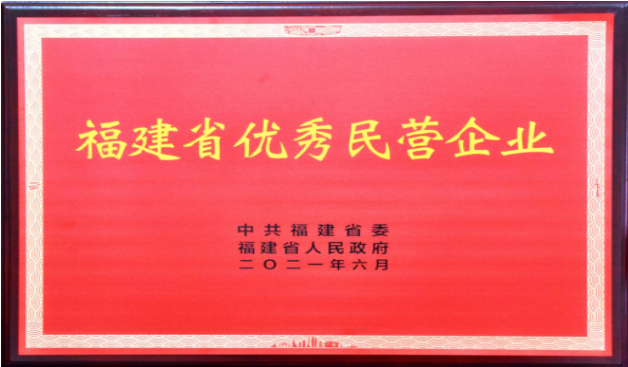 福建省优秀民营企业
中共福建省委
福建省人民政府
二〇二一年六月